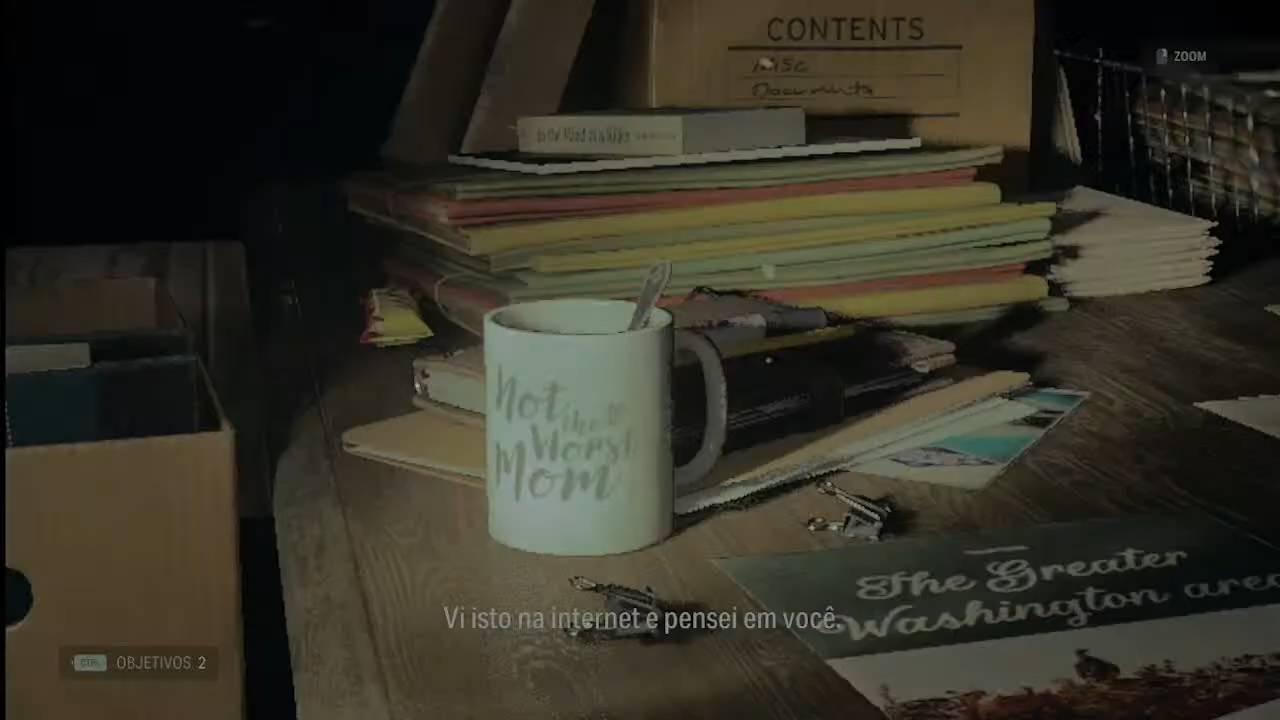 CONTENTS
Misc
Documents
ZOOM
Not
the
Worst
Mom
The Greater
Washington area
Vi isto na internet e pensei em você.
CTRL OBJETIVOS 2